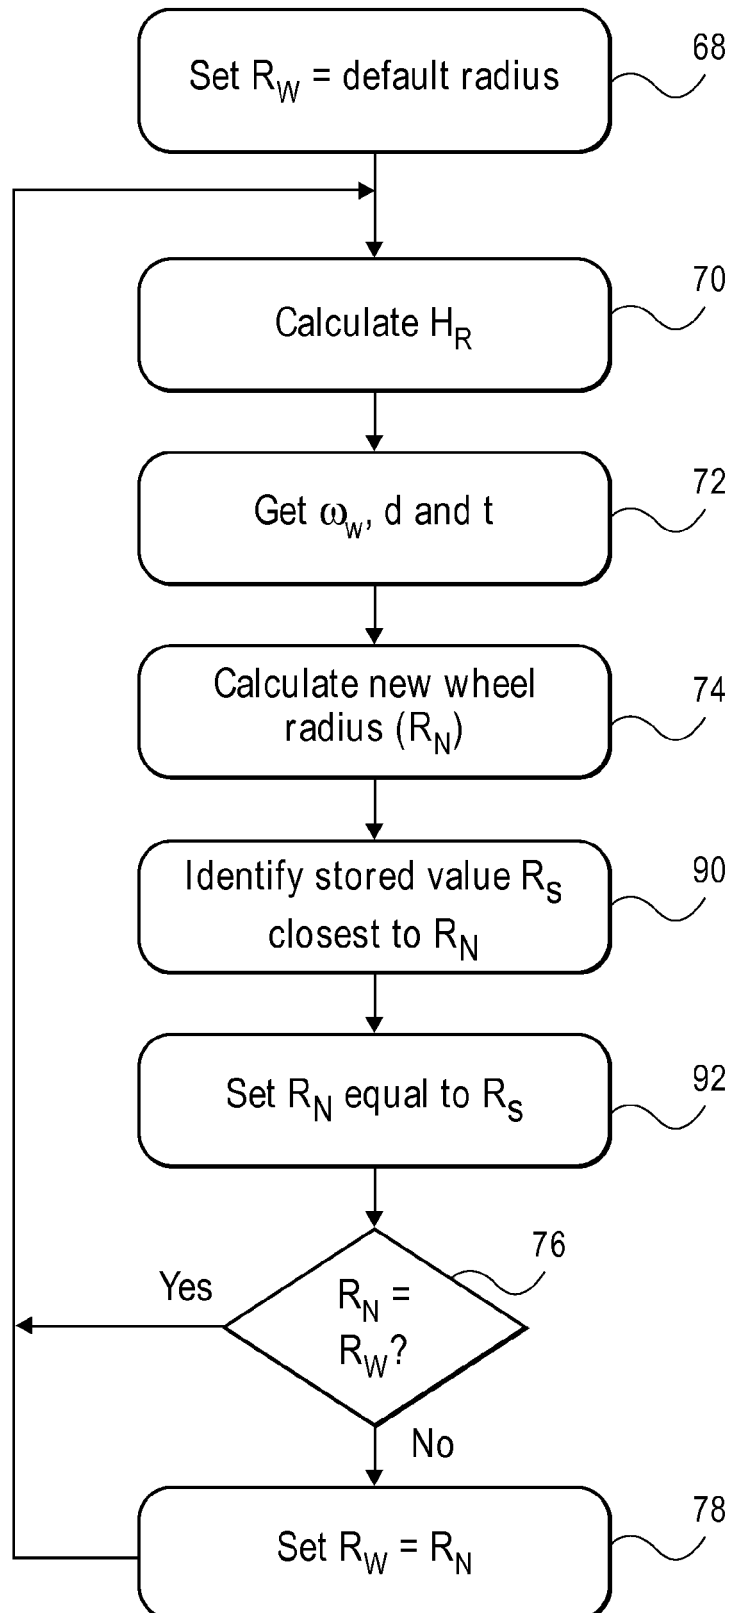 Set R_W = default radius
68
Calculate H_R
70
Get ω_w, d and t
72
Calculate new wheel
radius (R_N)
74
Identify stored value R_S
closest to R_N
90
Set R_N equal to R_S
92
76
Yes
R_N =
R_W?
No
Set R_W = R_N
78